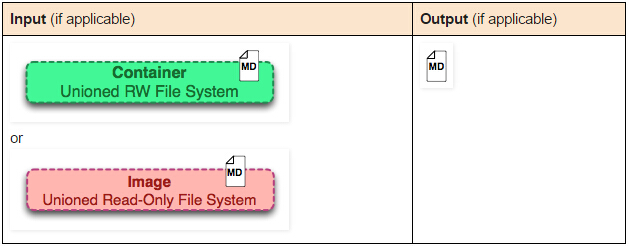 Input (if applicable)
Output (if applicable)
MD
Container
Unioned RW File System
MD
or
MD
Image
Unioned Read-Only File System